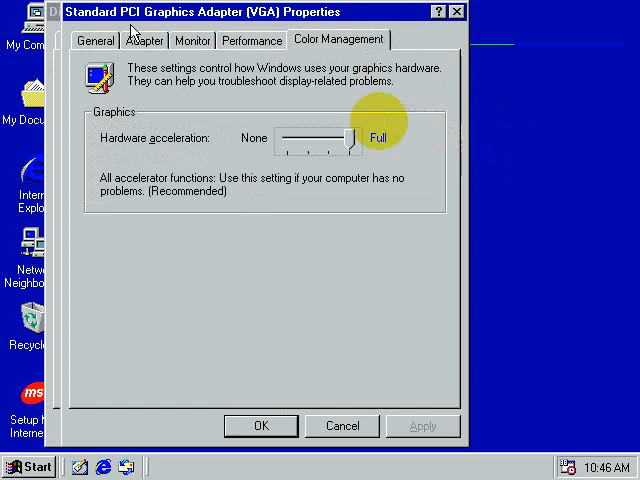 D
Standard PCI Graphics Adapter (VGA) Properties
General Adapter Monitor Performance Color Management
These settings control how Windows uses your graphics hardware.
They can help you troubleshoot display-related problems.
Graphics
Hardware acceleration: None Full
All accelerator functions: Use this setting if your computer has no
problems. (Recommended)
OK Cancel Apply
My Com
My Docu
Intern
Explo
Netw
Neighbo
Recycl
ms
Setup M
Interne
Start
10:46 AM